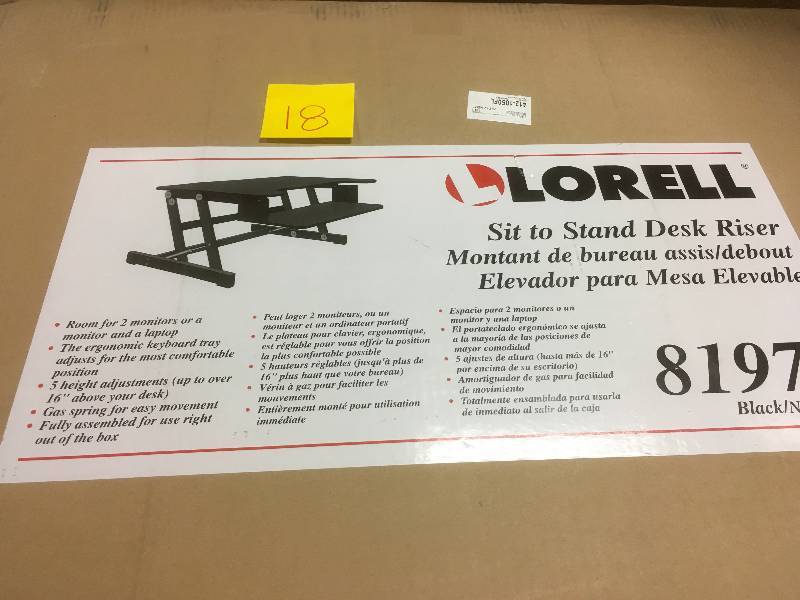 18
412-1050FL
LORELL®
Sit to Stand Desk Riser
Montant de bureau assis/debout
Elevador para Mesa Elevable
• Room for 2 monitors or a
monitor and a laptop
• The ergonomic keyboard tray
adjusts for the most comfortable
position
• 5 height adjustments (up to over
16" above your desk)
• Gas spring for easy movement
• Fully assembled for use right
out of the box
• Peut loger 2 moniteurs, ou un
moniteur et un ordinateur portatif
• Le plateau pour clavier, ergonomique,
est réglable pour vous offrir la position
la plus confortable possible
• 5 hauteurs réglables (jusqu'à plus de
16" plus haut que votre bureau)
• Vérin à gaz pour faciliter les
mouvements
• Entièrement monté pour utilisation
immédiate
• Espacio para 2 monitores o un
monitor y una laptop
• El portateclado ergonómico se ajusta
a la mayoría de las posiciones de
mayor comodidad
• 5 ajustes de altura (hasta más de 16"
por encima de su escritorio)
• Amortiguador de gas para facilidad
de movimiento
• Totalmente ensamblada para usarla
de inmediato al salir de la caja
8197
Black/N